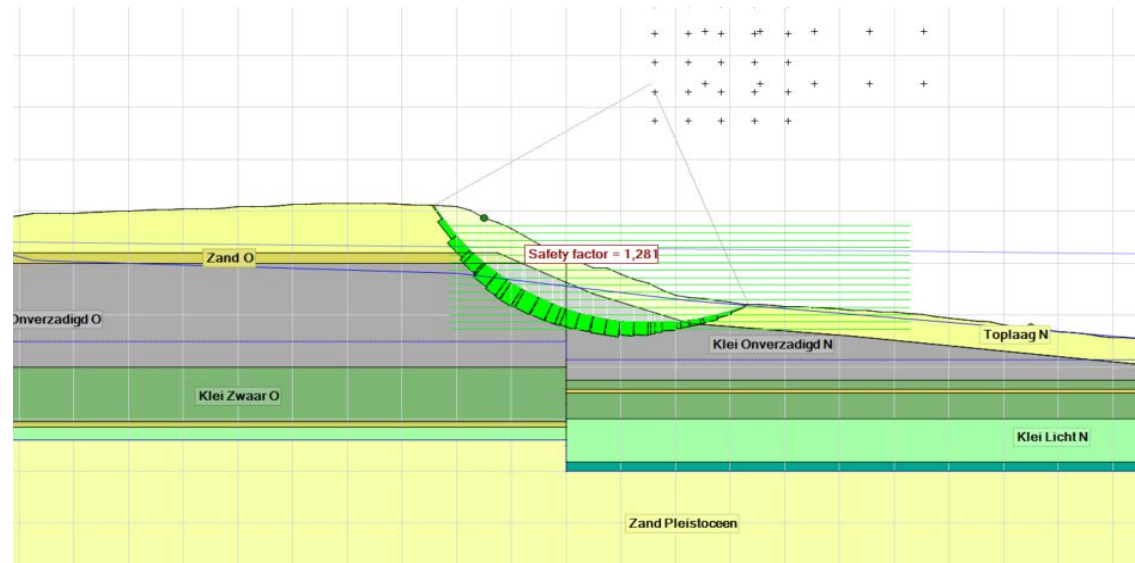 Safety factor = 1,281
Zand O
Onverzadigd O
Toplaag N
Klei Onverzadigd N
Klei Zwaar O
Klei Licht N
Zand Pleistoceen